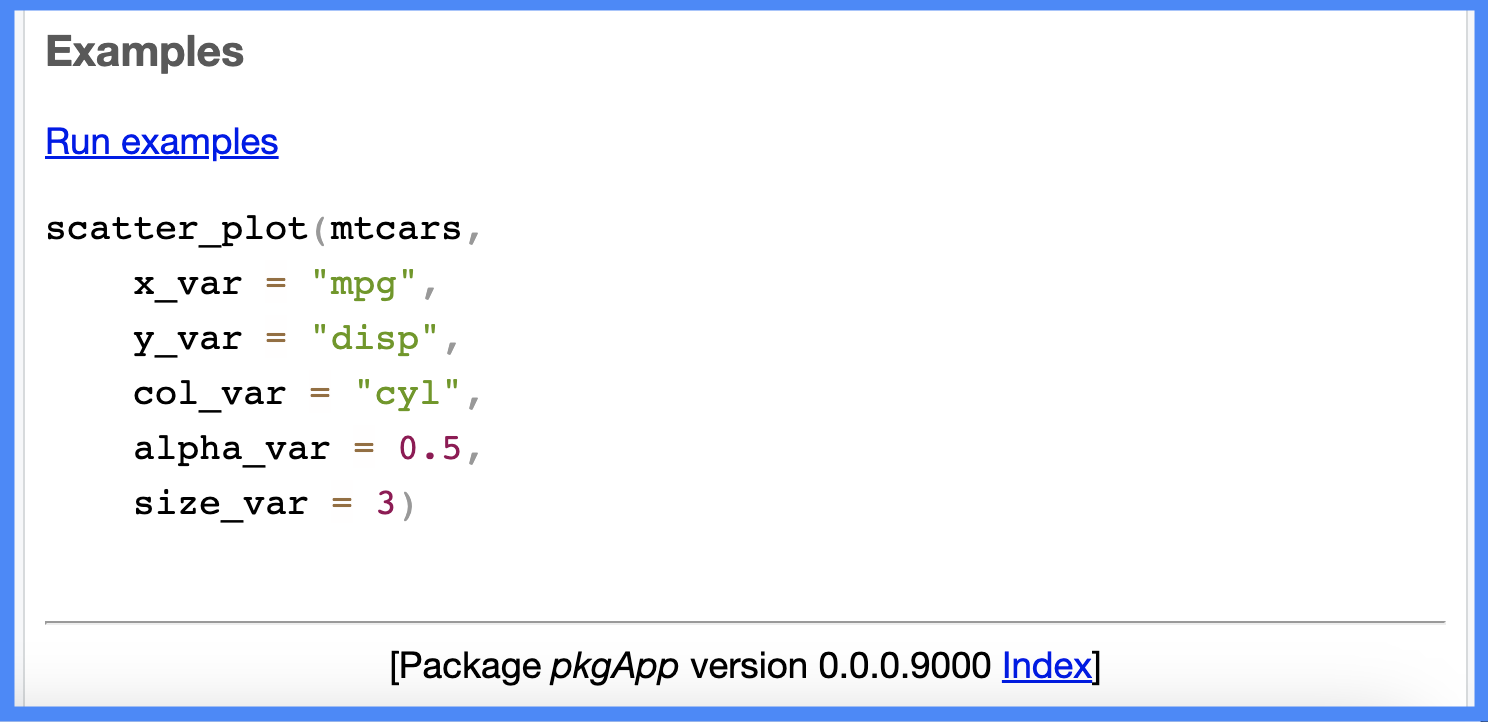 Examples
Run examples
scatter_plot(mtcars,
    x_var = "mpg",
    y_var = "disp",
    col_var = "cyl",
    alpha_var = 0.5,
    size_var = 3)
[Package pkgApp version 0.0.0.9000 Index]